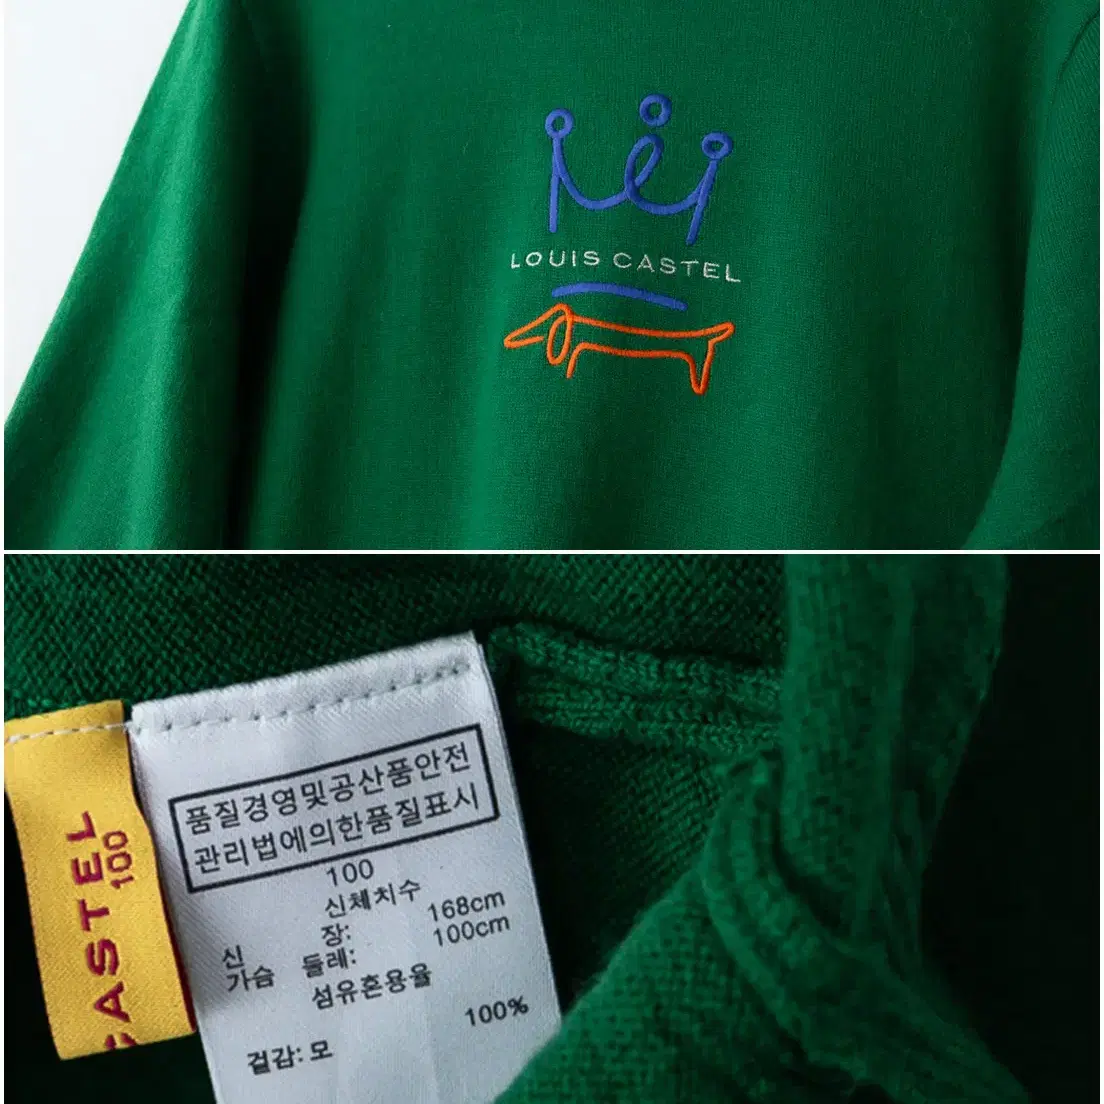 LOUIS CASTEL
CASTEL
100
품질경영및공산품안전
관리법에의한품질표시
100
신체치수
신 장: 168cm
가슴 둘레: 100cm
섬유혼용율
100%
겉감: 모